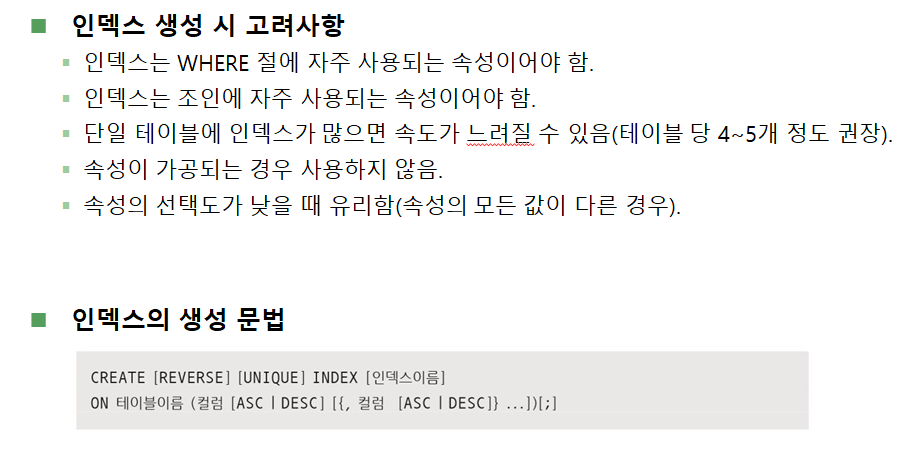 인덱스 생성 시 고려사항
인덱스는 WHERE 절에 자주 사용되는 속성이어야 함.
인덱스는 조인에 자주 사용되는 속성이어야 함.
단일 테이블에 인덱스가 많으면 속도가 느려질 수 있음(테이블 당 4~5개 정도 권장).
속성이 가공되는 경우 사용하지 않음.
속성의 선택도가 낮을 때 유리함(속성의 모든 값이 다른 경우).
인덱스의 생성 문법
CREATE [REVERSE] [UNIQUE] INDEX [인덱스이름]
ON 테이블이름 (컬럼 [ASC | DESC] [{, 컬럼 [ASC | DESC]} ...])[;]